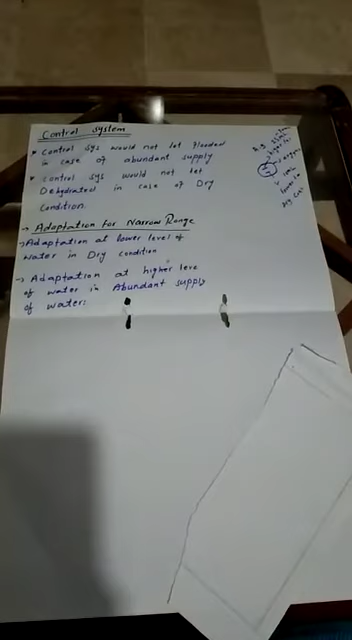 Control system
* Control sys would not let flooded
in case of abundant supply
* control sys would not let
Dehydrated in case of Dry
Condition.
Adaptation for Narrow Range
→ Adaptation at lower level of
water in Dry condition
→ Adaptation at higher leve
of water in Abundant supply
of water: